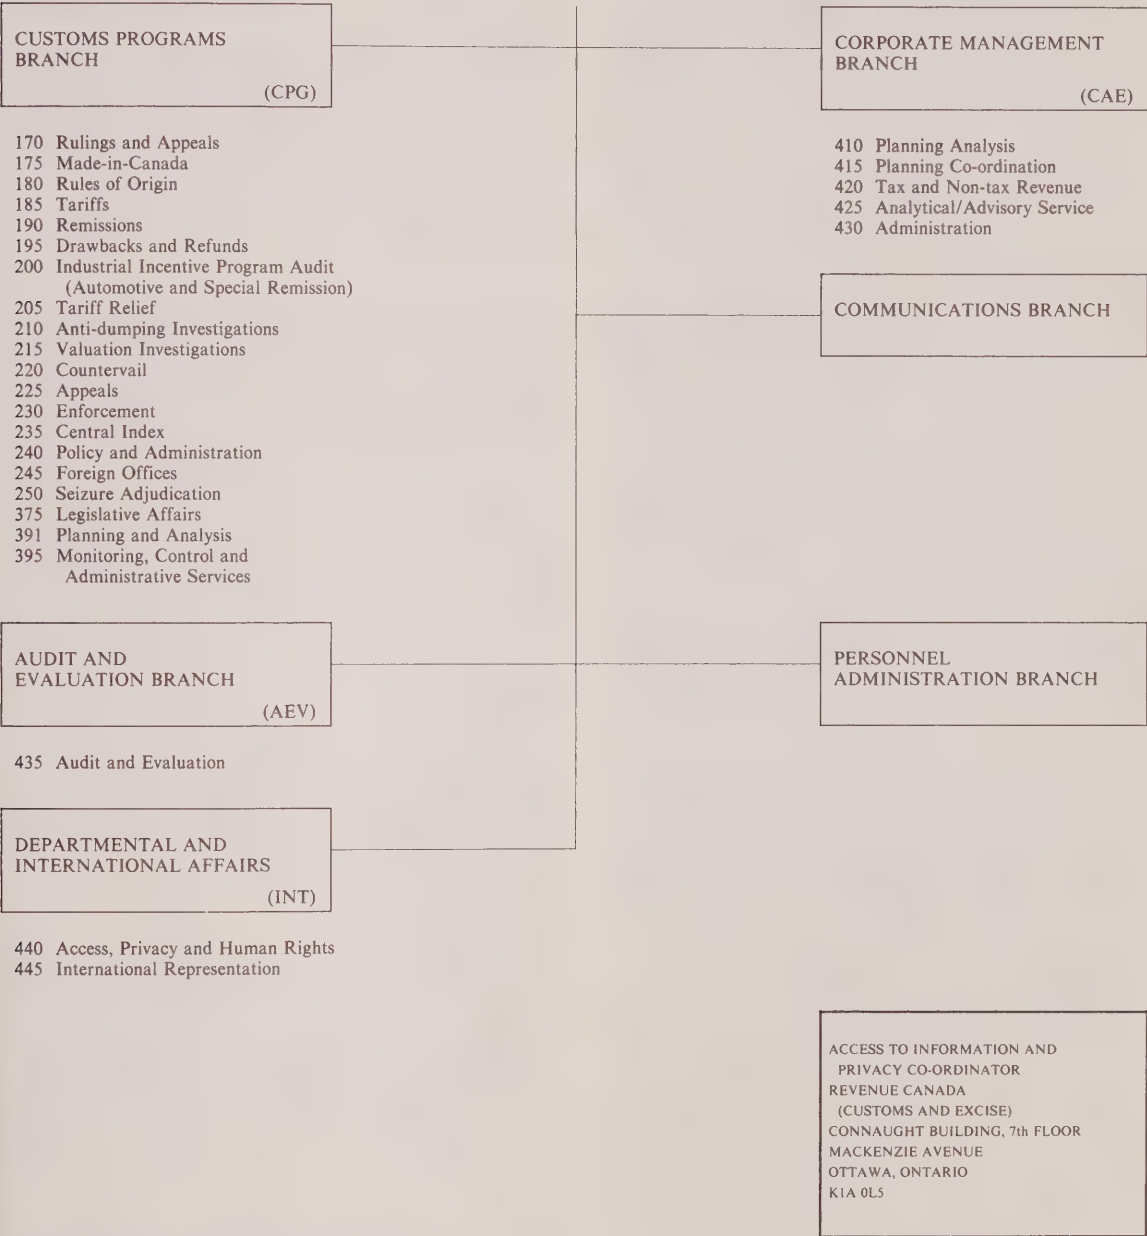 CUSTOMS PROGRAMS
BRANCH
(CPG)
170 Rulings and Appeals
175 Made-in-Canada
180 Rules of Origin
185 Tariffs
190 Remissions
195 Drawbacks and Refunds
200 Industrial Incentive Program Audit
(Automotive and Special Remission)
205 Tariff Relief
210 Anti-dumping Investigations
215 Valuation Investigations
220 Countervail
225 Appeals
230 Enforcement
235 Central Index
240 Policy and Administration
245 Foreign Offices
250 Seizure Adjudication
375 Legislative Affairs
391 Planning and Analysis
395 Monitoring, Control and
Administrative Services
CORPORATE MANAGEMENT
BRANCH
(CAE)
410 Planning Analysis
415 Planning Co-ordination
420 Tax and Non-tax Revenue
425 Analytical/Advisory Service
430 Administration
COMMUNICATIONS BRANCH
AUDIT AND
EVALUATION BRANCH
(AEV)
435 Audit and Evaluation
PERSONNEL
ADMINISTRATION BRANCH
DEPARTMENTAL AND
INTERNATIONAL AFFAIRS
(INT)
440 Access, Privacy and Human Rights
445 International Representation
ACCESS TO INFORMATION AND
PRIVACY CO-ORDINATOR
REVENUE CANADA
(CUSTOMS AND EXCISE)
CONNAUGHT BUILDING, 7th FLOOR
MACKENZIE AVENUE
OTTAWA, ONTARIO
K1A 0L5